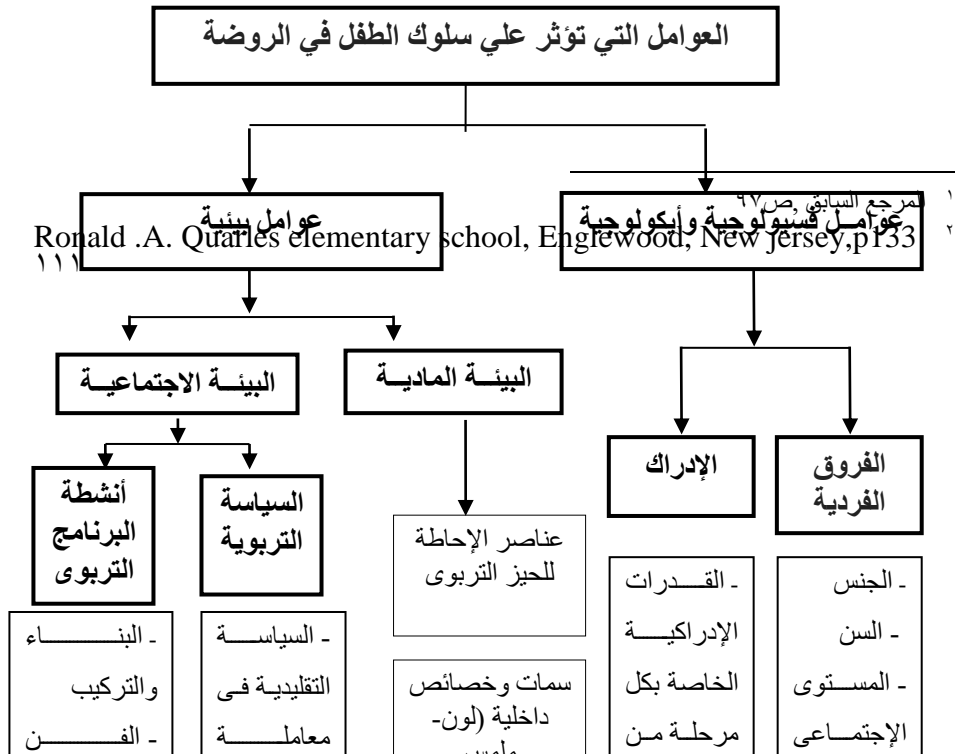 العوامل التي تؤثر علي سلوك الطفل في الروضة
عوامل فسيولوجية وأيكولوجية
عوامل بيئية
١ المرجع السابق ,ص٩٧
٢ Ronald .A. Quarles elementary school, Englewood, New jersey,p133
١١١
البيئة المادية
البيئة الاجتماعية
الفروق
الفردية
الإدراك
السياسة
التربوية
أنشطة
البرنامج
التربوى
عناصر الإحاطة
للحيز التربوى
- الجنس
- السن
- المستوى
الإجتماعى
- القدرات
الإدراكية
الخاصة بكل
مرحلة من
سمات وخصائص
داخلية (لون-
- السياسة
التقليدية فى
معاملة
- البناء
والتركيب
- الفن